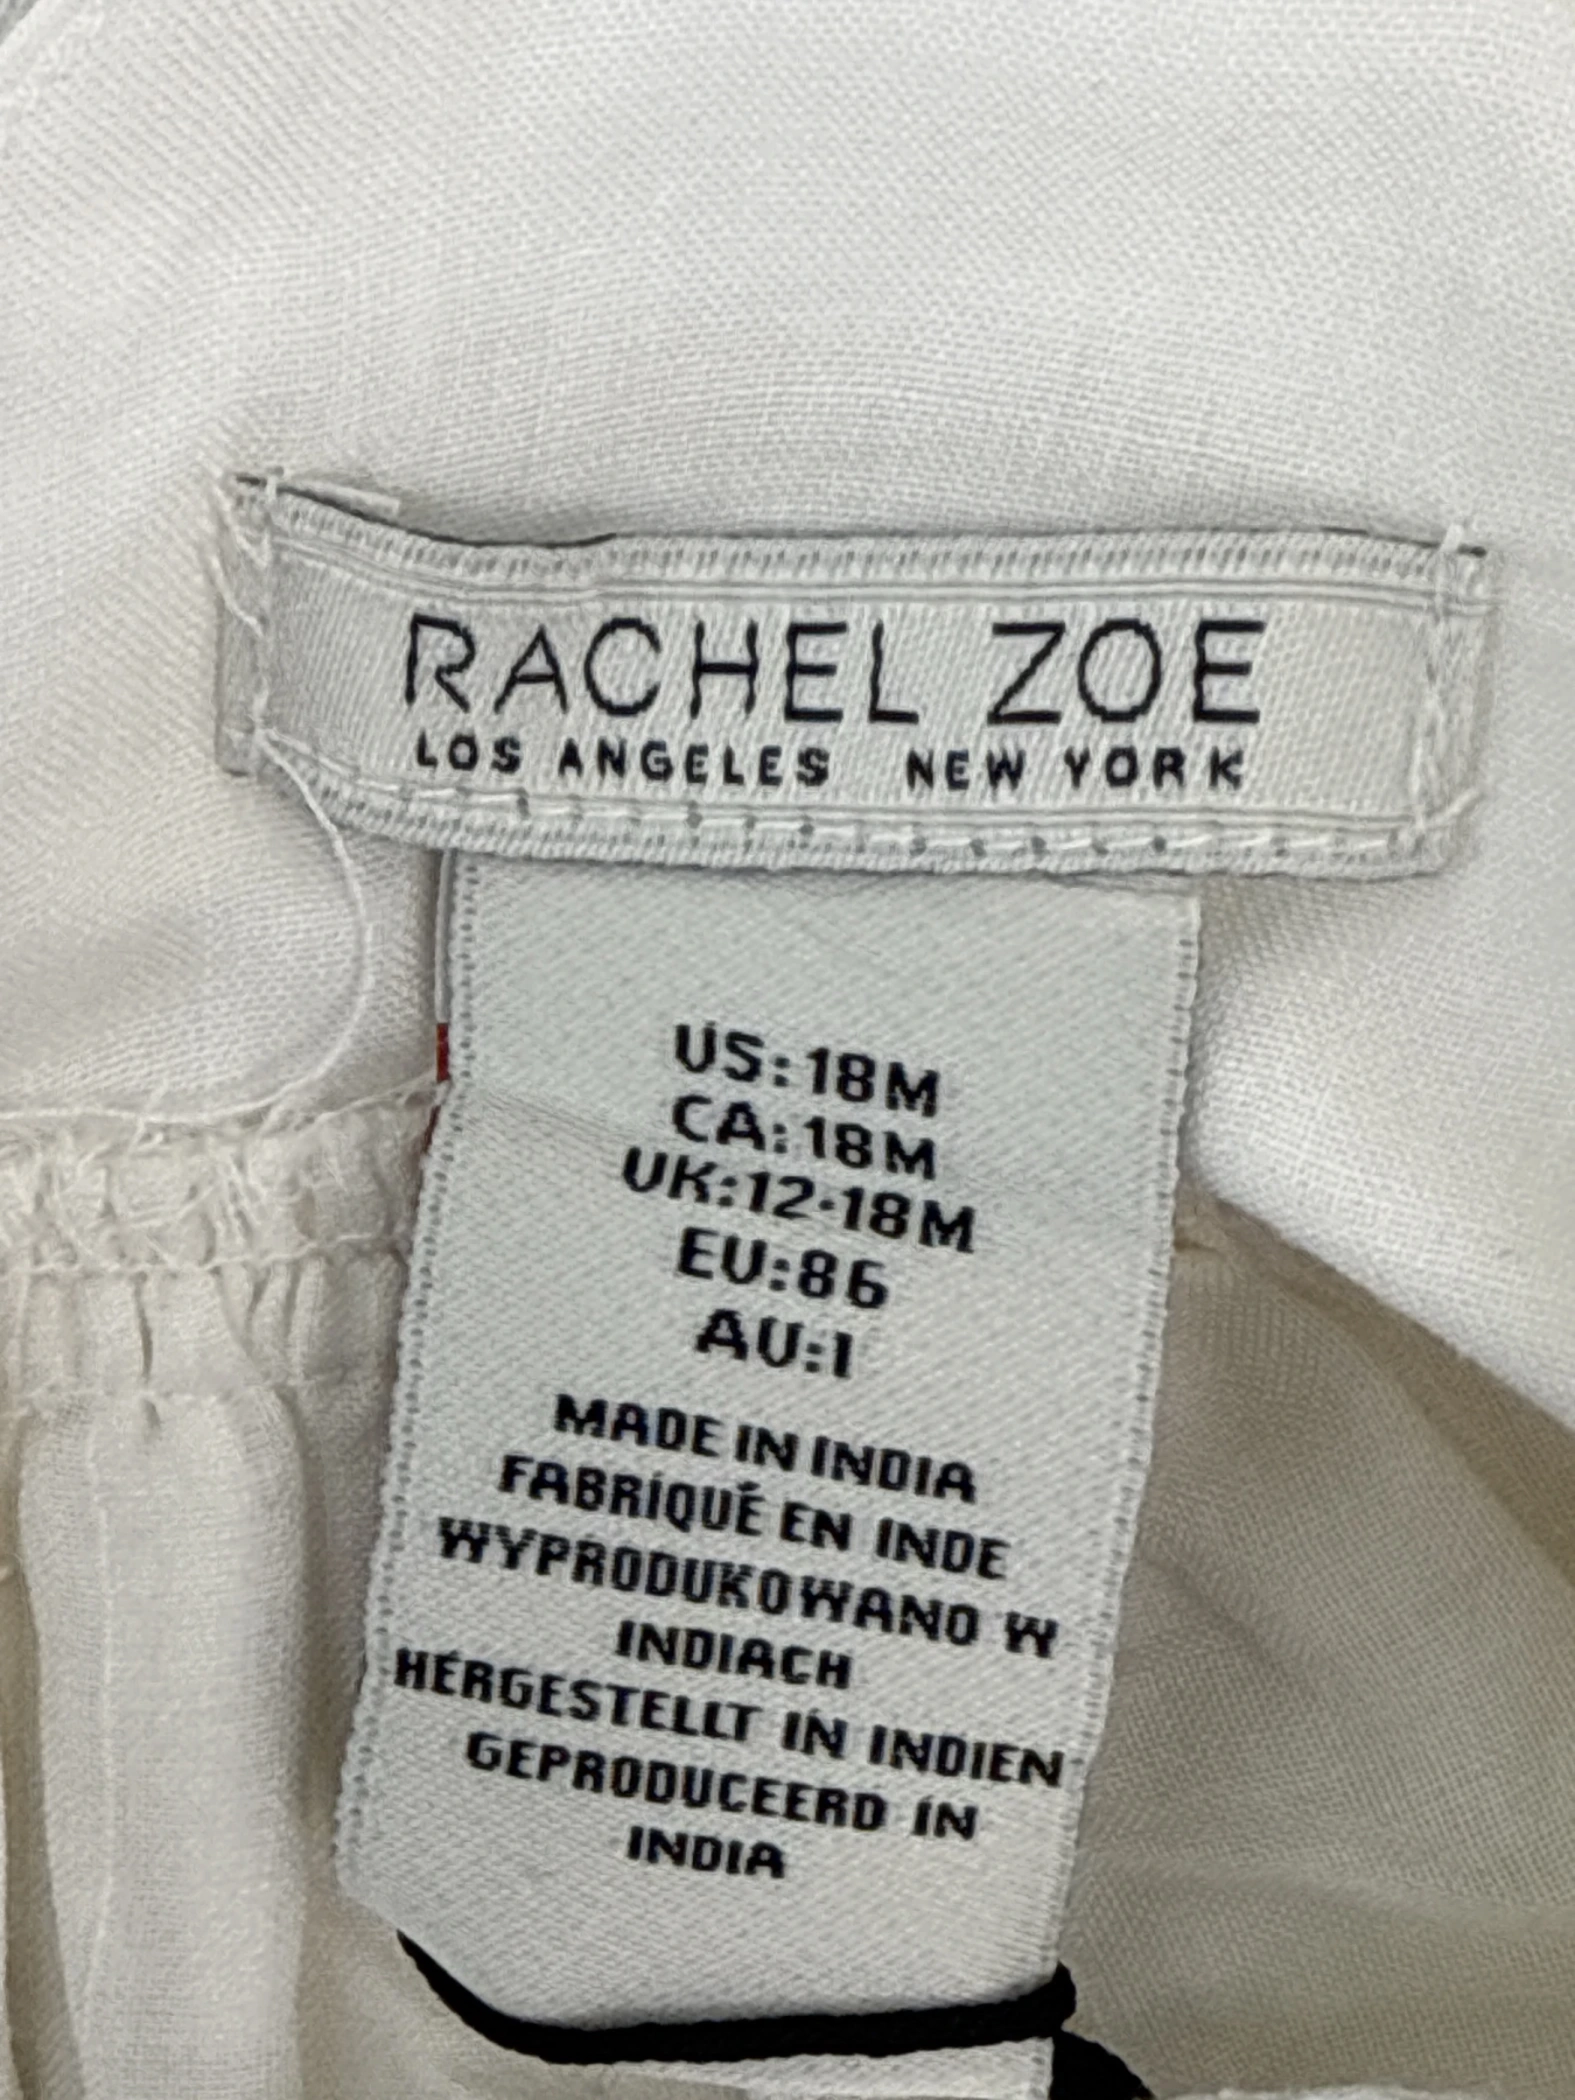 RACHEL ZOE
LOS ANGELES NEW YORK
US:18M
CA:18M
UK:12-18M
EU:86
AU:1
MADE IN INDIA
FABRIQUÉ EN INDE
WYPRODUKOWANO W
INDIACH
HERGESTELLT IN INDIEN
GEPRODUCEERD IN
INDIA